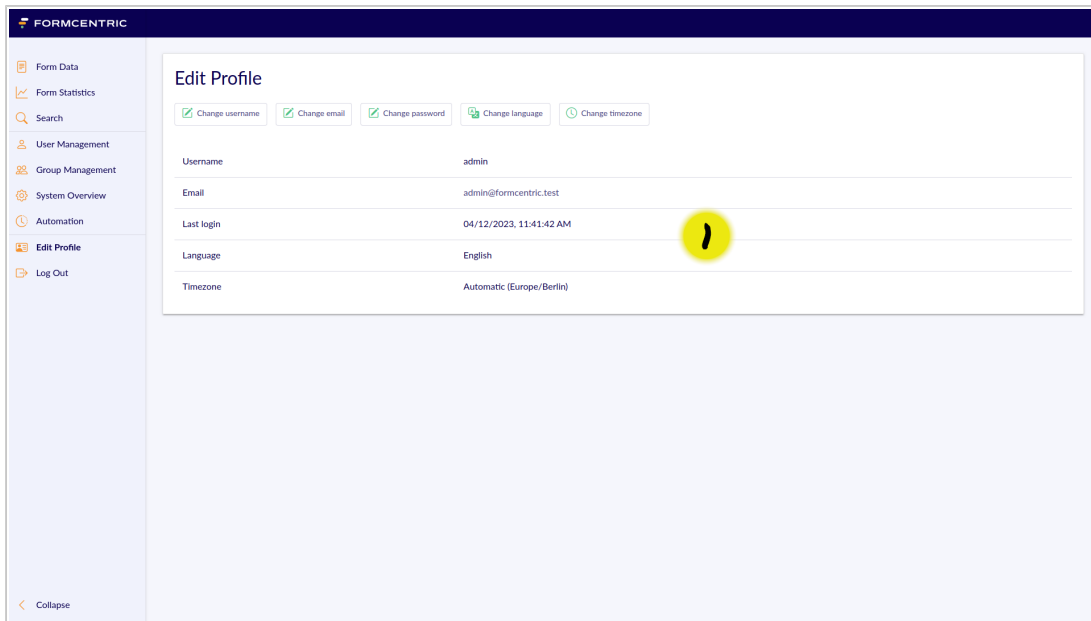 FORMCENTRIC
Form Data
Form Statistics
Search
User Management
Group Management
System Overview
Automation
Edit Profile
Log Out
Collapse
Edit Profile
Change username Change email Change password Change language Change timezone
Username admin
Email admin@formcentric.test
Last login 04/12/2023, 11:41:42 AM
1
Language English
Timezone Automatic (Europe/Berlin)